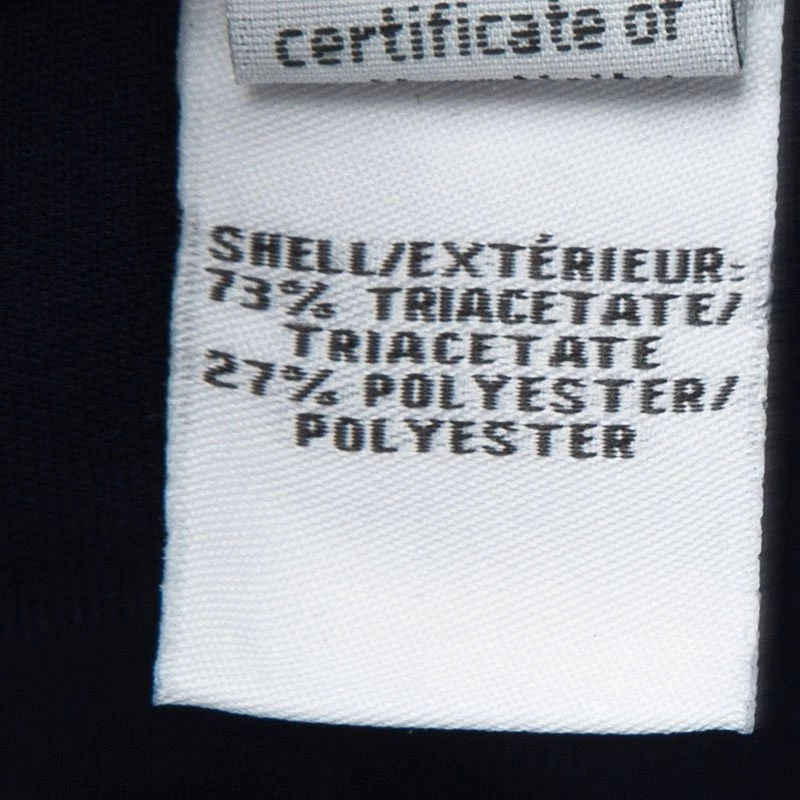 certificate of
SHELL/EXTÉRIEUR:
73% TRIACETATE/
TRIACETATE
27% POLYESTER/
POLYESTER